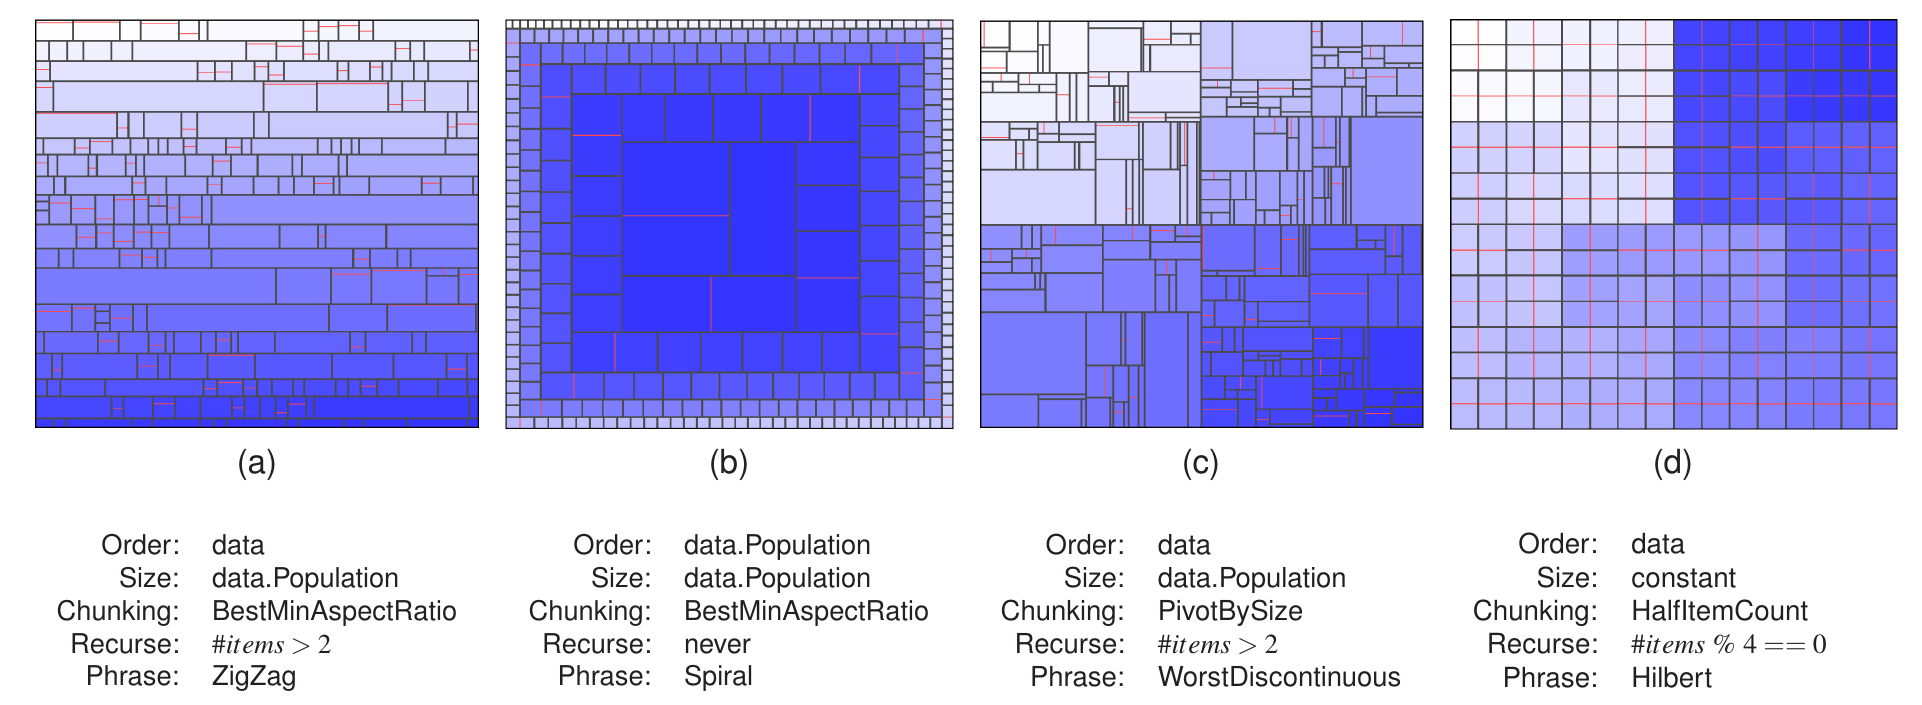 (a)
Order: data
Size: data.Population
Chunking: BestMinAspectRatio
Recurse: #items > 2
Phrase: ZigZag
(b)
Order: data.Population
Size: data.Population
Chunking: BestMinAspectRatio
Recurse: never
Phrase: Spiral
(c)
Order: data
Size: data.Population
Chunking: PivotBySize
Recurse: #items > 2
Phrase: WorstDiscontinuous
(d)
Order: data
Size: constant
Chunking: HalfItemCount
Recurse: #items % 4 == 0
Phrase: Hilbert